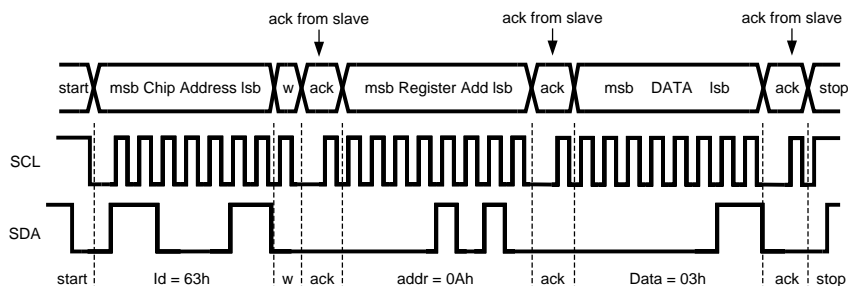 ack from slave ack from slave ack from slave
start msb Chip Address lsb w ack msb Register Add lsb ack msb DATA lsb ack stop
SCL
SDA
start Id = 63h w ack addr = 0Ah ack Data = 03h ack stop